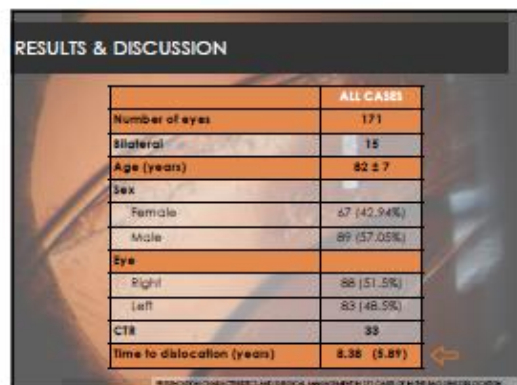 RESULTS & DISCUSSION
ALL CASES
Number of eyes 171
Bilateral 15
Age (years) 82 ± 7
Sex
Female 67 (42.94%)
Male 89 (57.05%)
Eye
Right 88 (51.5%)
Left 83 (48.5%)
CTR 33
Time to dislocation (years) 8.38 (5.89)